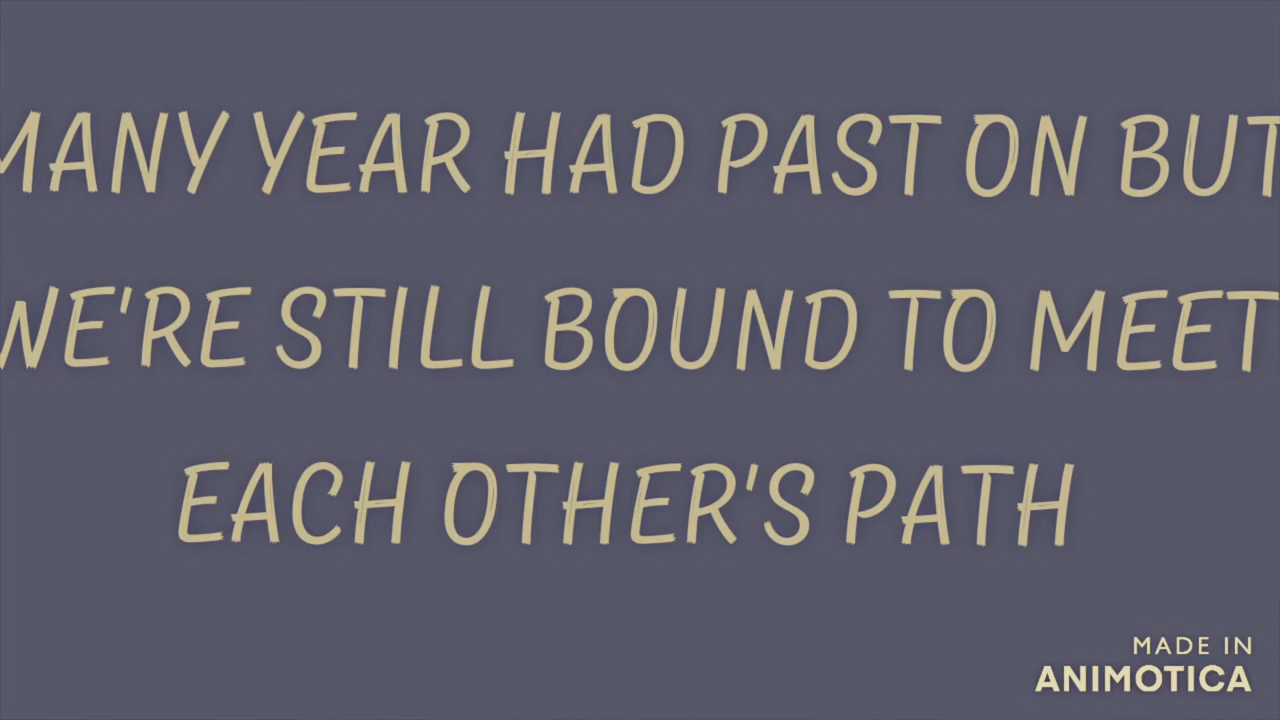 MANY YEAR HAD PAST ON BUT
WE'RE STILL BOUND TO MEET
EACH OTHER'S PATH
MADE IN
ANIMOTICA